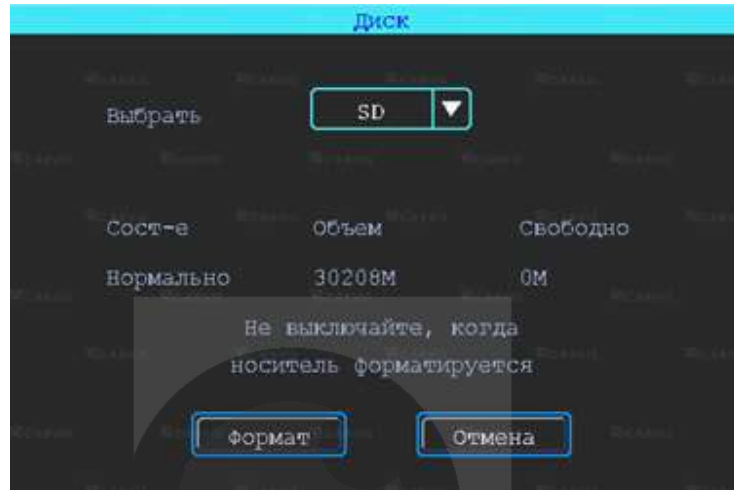 Диск
Выбрать SD
Сост-е Объем Свободно
Нормально 30208M 0M
Не выключайте, когда
носитель форматируется
Формат Отмена